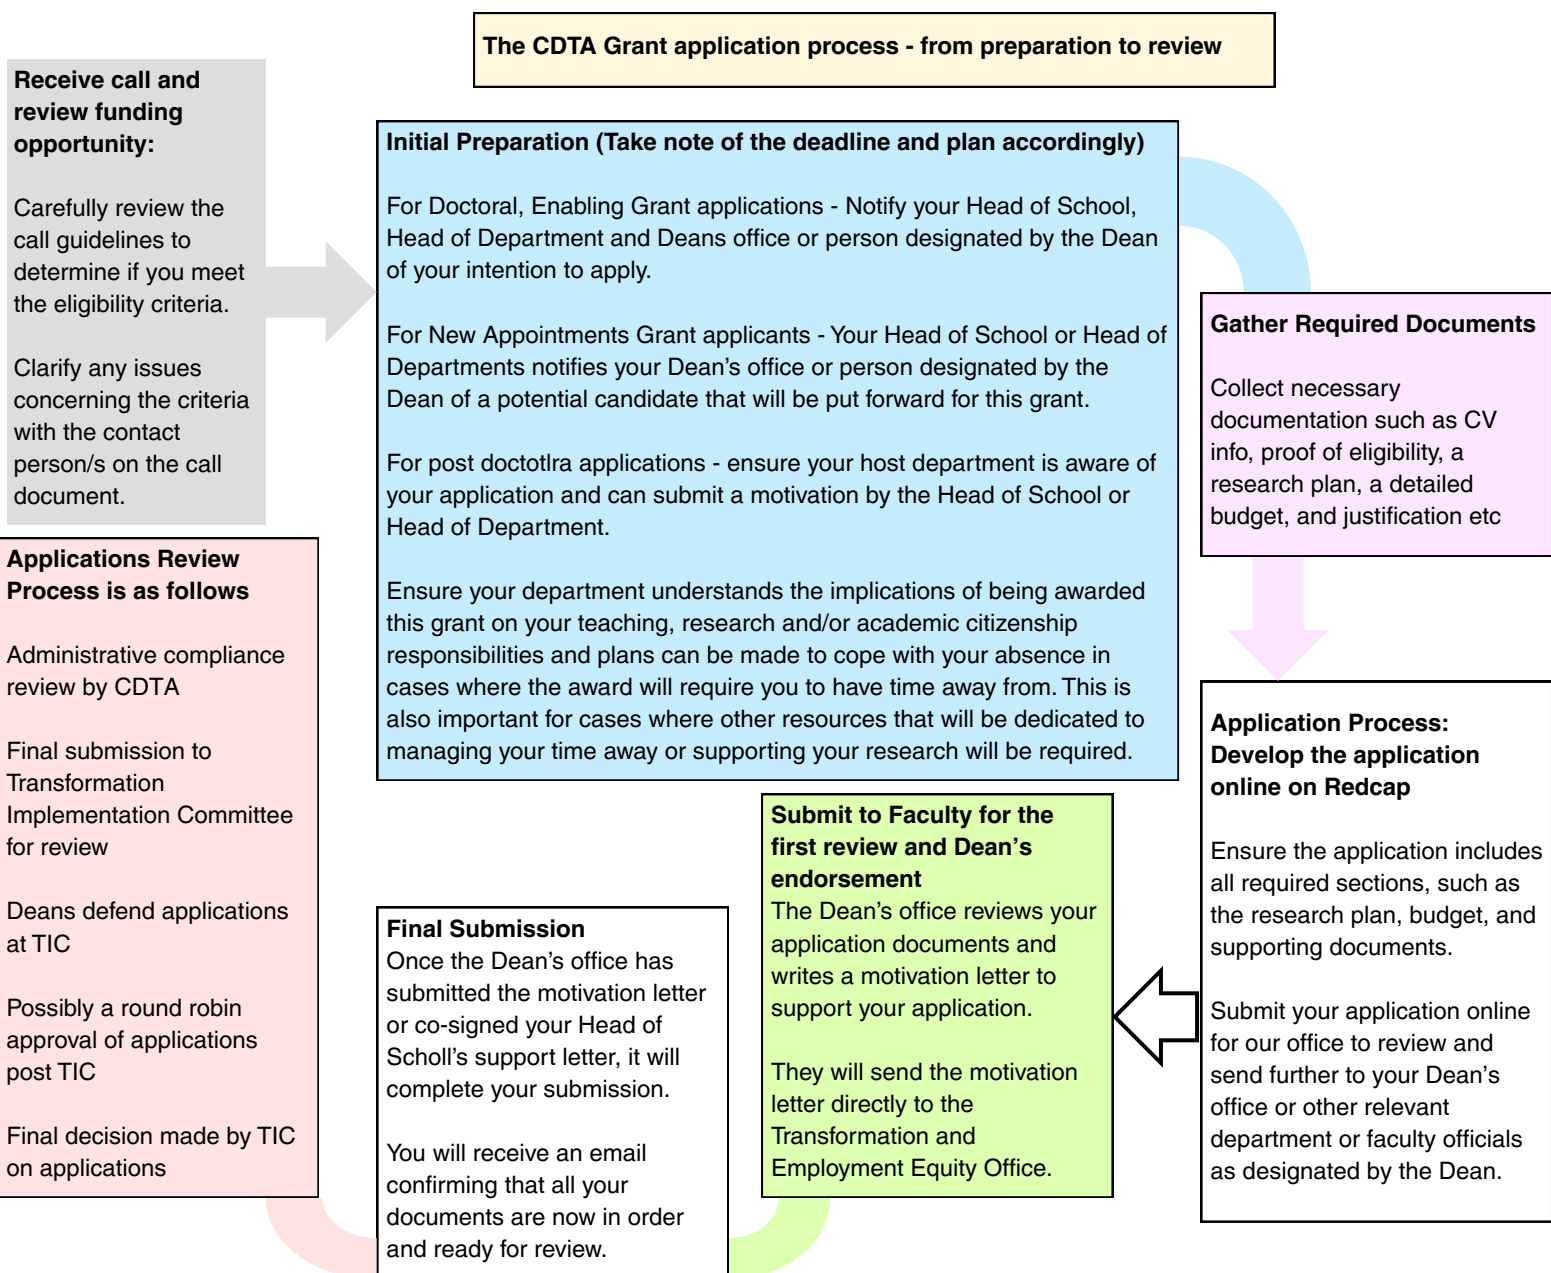 The CDTA Grant application process - from preparation to review
Receive call and
review funding
opportunity:
Carefully review the
call guidelines to
determine if you meet
the eligibility criteria.
Clarify any issues
concerning the criteria
with the contact
person/s on the call
document.
Initial Preparation (Take note of the deadline and plan accordingly)
For Doctoral, Enabling Grant applications - Notify your Head of School,
Head of Department and Deans office or person designated by the Dean
of your intention to apply.
For New Appointments Grant applicants - Your Head of School or Head of
Departments notifies your Dean’s office or person designated by the
Dean of a potential candidate that will be put forward for this grant.
For post doctotlra applications - ensure your host department is aware of
your application and can submit a motivation by the Head of School or
Head of Department.
Ensure your department understands the implications of being awarded
this grant on your teaching, research and/or academic citizenship
responsibilities and plans can be made to cope with your absence in
cases where the award will require you to have time away from. This is
also important for cases where other resources that will be dedicated to
managing your time away or supporting your research will be required.
Gather Required Documents
Collect necessary
documentation such as CV
info, proof of eligibility, a
research plan, a detailed
budget, and justification etc
Application Process:
Develop the application
online on Redcap
Ensure the application includes
all required sections, such as
the research plan, budget, and
supporting documents.
Submit your application online
for our office to review and
send further to your Dean’s
office or other relevant
department or faculty officials
as designated by the Dean.
Submit to Faculty for the
first review and Dean’s
endorsement
The Dean’s office reviews your
application documents and
writes a motivation letter to
support your application.
They will send the motivation
letter directly to the
Transformation and
Employment Equity Office.
Final Submission
Once the Dean’s office has
submitted the motivation letter
or co-signed your Head of
Scholl’s support letter, it will
complete your submission.
You will receive an email
confirming that all your
documents are now in order
and ready for review.
Applications Review
Process is as follows
Administrative compliance
review by CDTA
Final submission to
Transformation
Implementation Committee
for review
Deans defend applications
at TIC
Possibly a round robin
approval of applications
post TIC
Final decision made by TIC
on applications